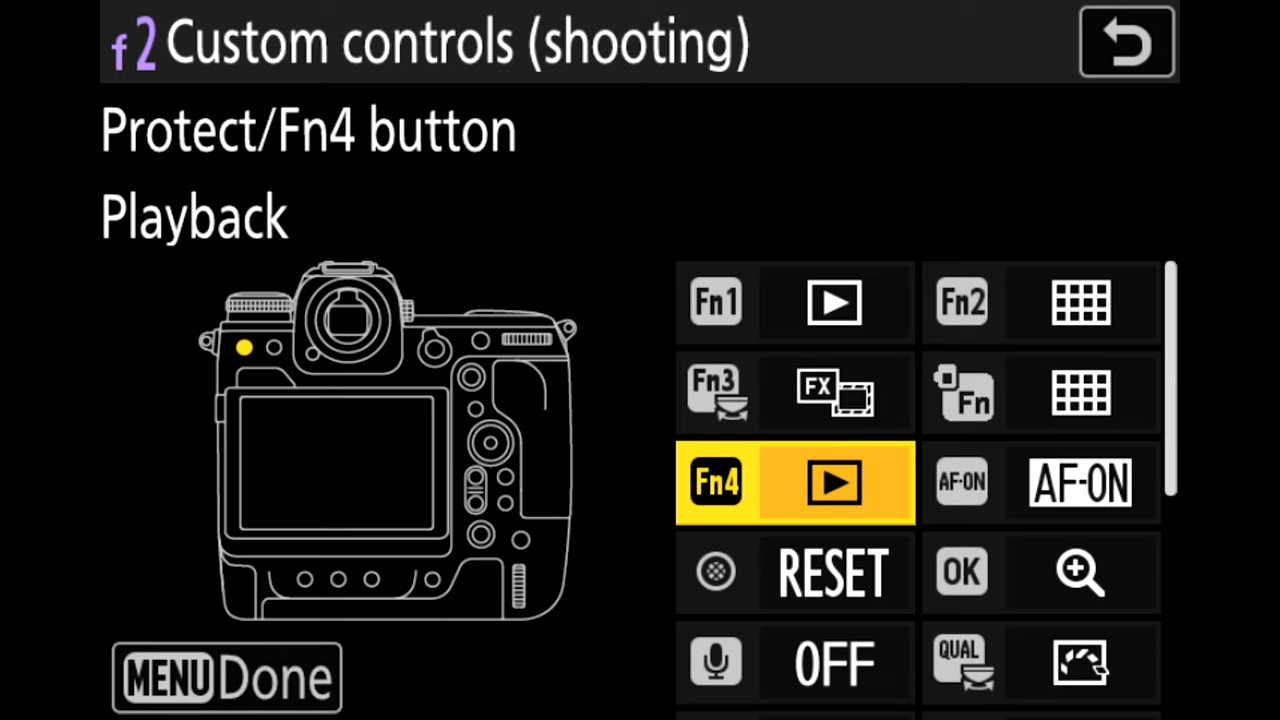 f2 Custom controls (shooting)
Protect/Fn4 button
Playback
Fn1 Fn2
Fn3 FX Fn
Fn4 AF-ON AF-ON
RESET OK
OFF QUAL
MENU Done